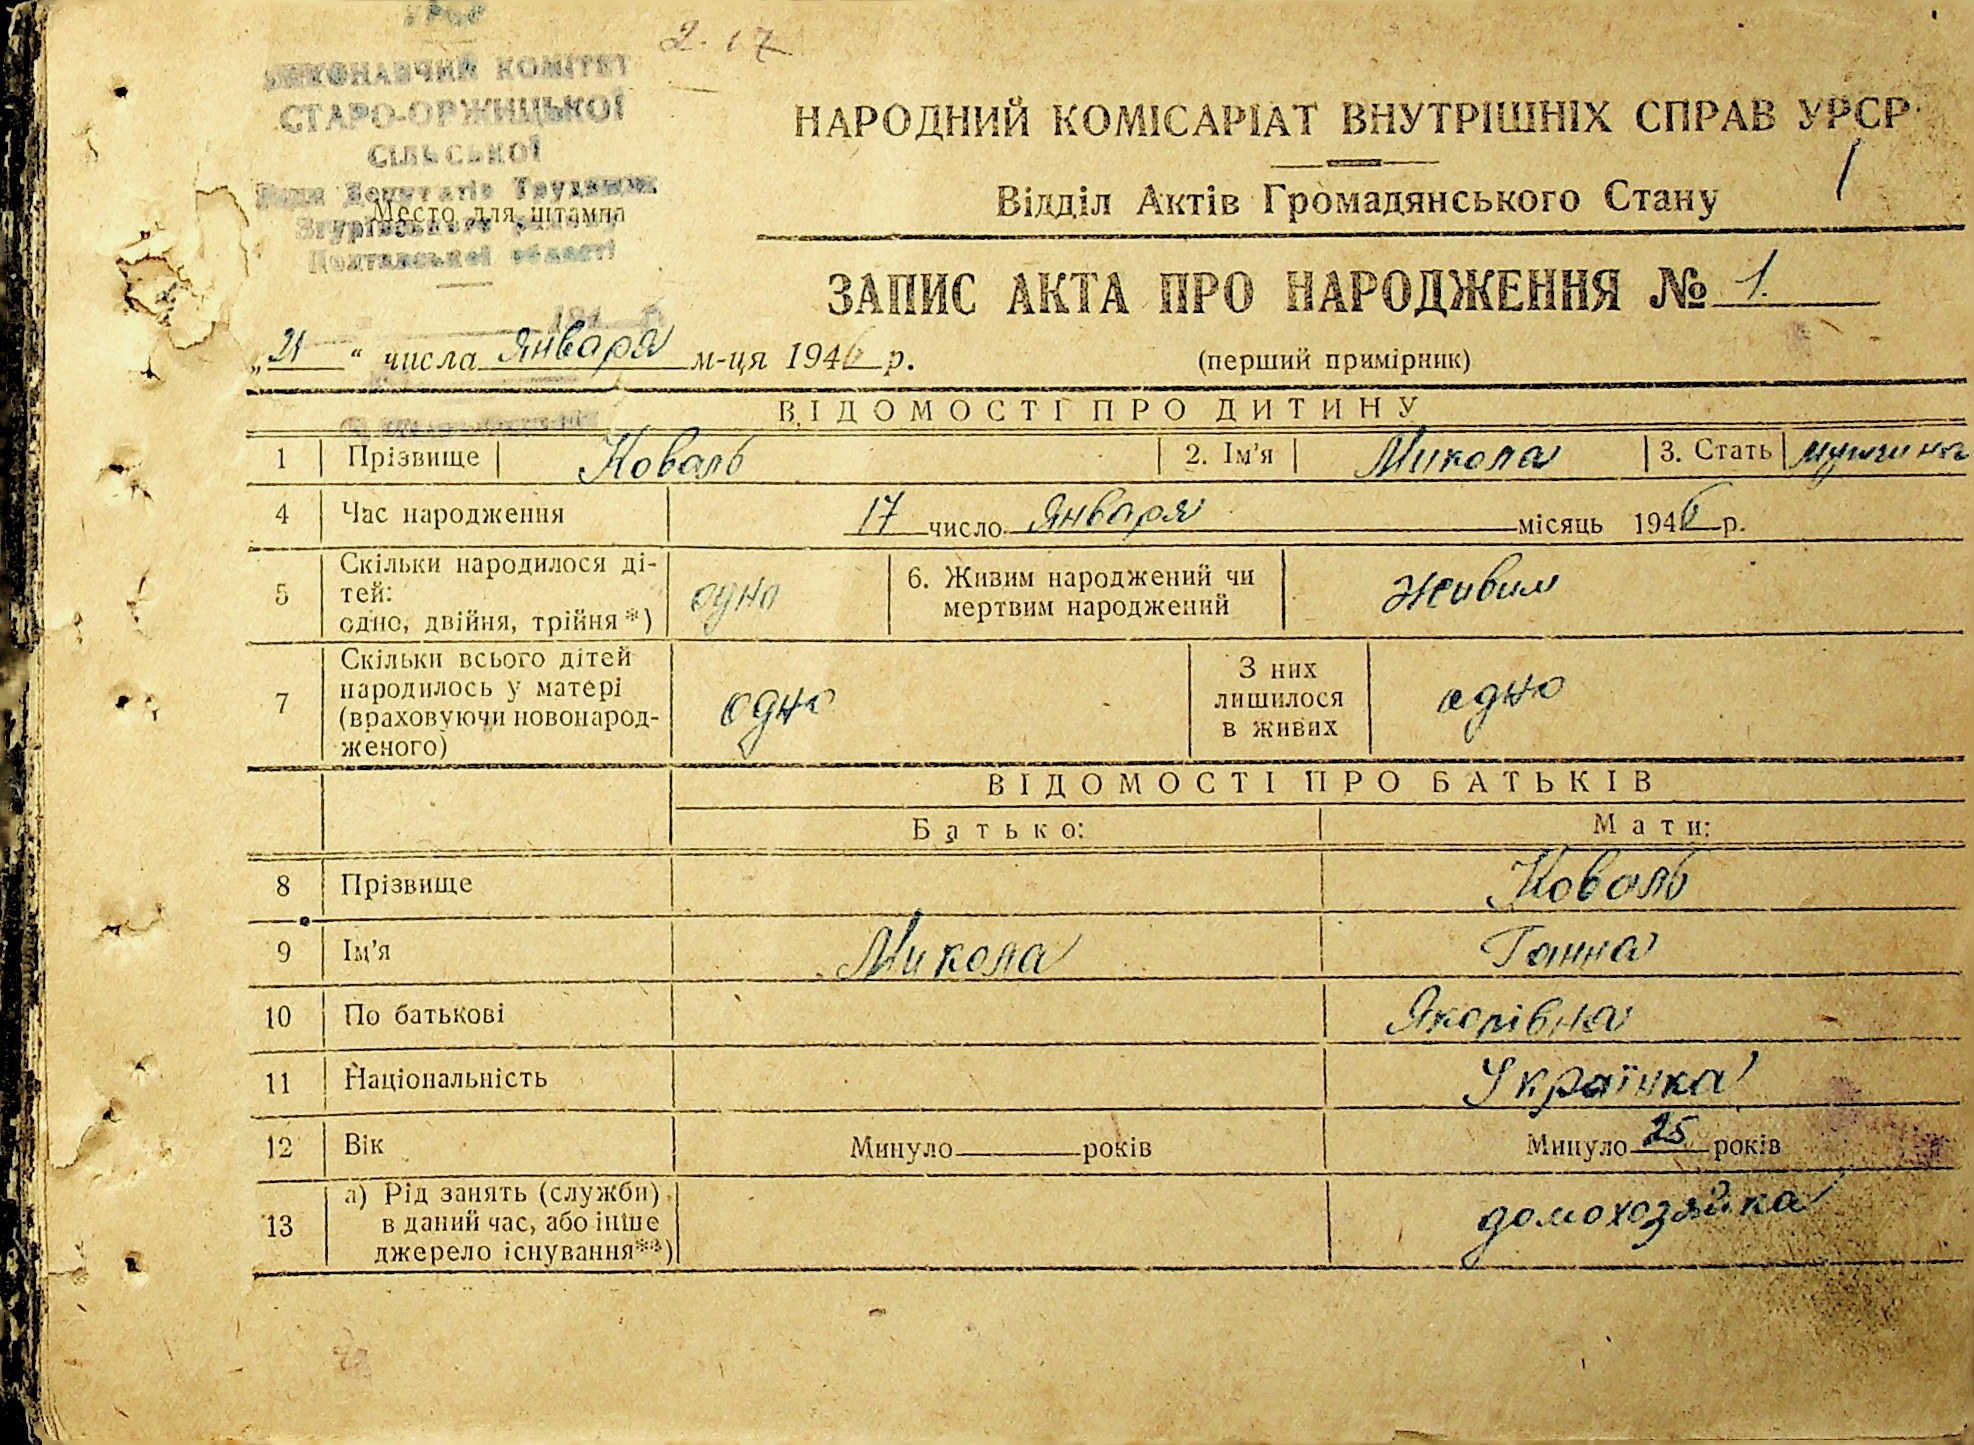 УРСР
2. 17
ВИКОНАВЧИЙ КОМІТЕТ
СТАРО-ОРЖИЦЬКОЇ
СІЛЬСЬКОЇ
Ради Депутатів Трудящих
Место для штампа
Згурівського району
Полтавської області
НАРОДНИЙ КОМІСАРІАТ ВНУТРІШНІХ СПРАВ УРСР
1
Відділ Актів Громадянського Стану
ЗАПИС АКТА ПРО НАРОДЖЕННЯ № 1.
„21“ числа Января м-ця 1946 р.
(перший примірник)
ВІДОМОСТІ ПРО ДИТИНУ
1 Прізвище Коваль 2. Ім'я Микола 3. Стать мужчина
4 Час народження 17 число Января місяць 1946 р.
5 Скільки народилося ді-
тей:
одно, двійня, трійня*) одно
6. Живим народжений чи
мертвим народжений Живим
7 Скільки всього дітей
народилось у матері
(враховуючи новонарод-
женого) одно
З них
лишилося
в живих одно
ВІДОМОСТІ ПРО БАТЬКІВ
Батько: Мати:
8 Прізвище Коваль
9 Ім'я Микола Ганна
10 По батькові
11 Національність Українка
12 Вік Минуло років Минуло 25 років
13 а) Рід занять (служби)
в даний час, або інше
джерело існування**) домохозяйка